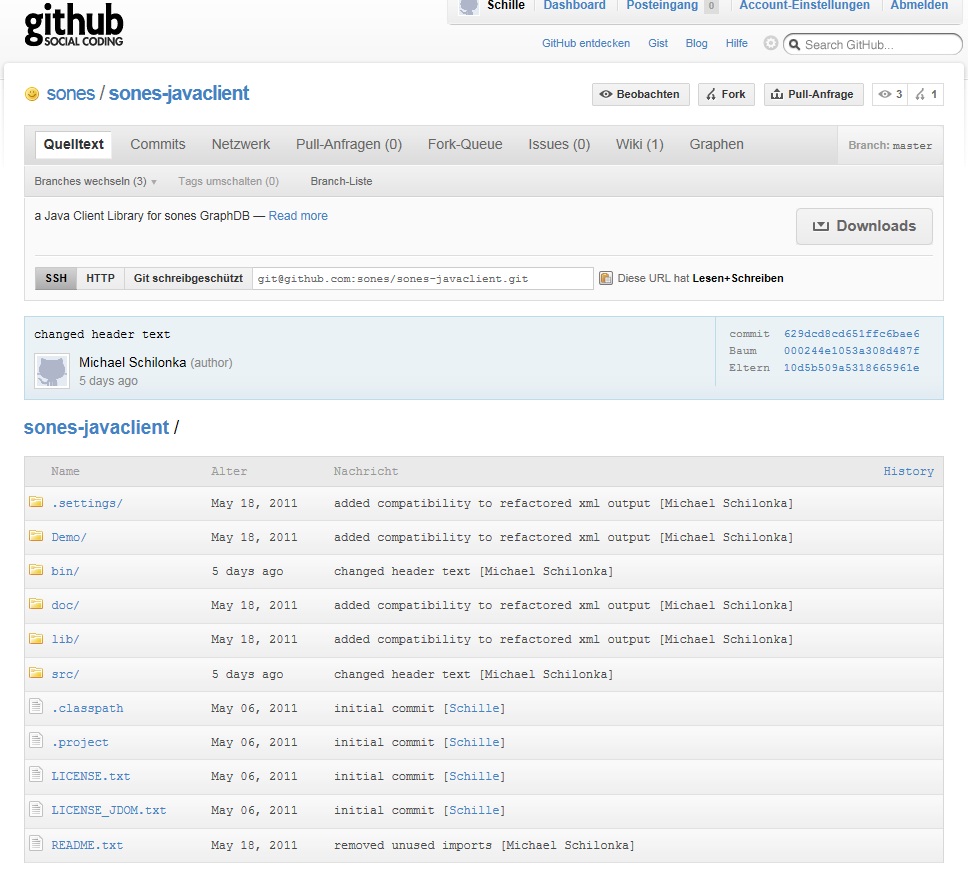 github
SOCIAL CODING
Schille Dashboard Posteingang 0 Account-Einstellungen Abmelden
GitHub entdecken Gist Blog Hilfe Search GitHub...
sones / sones-javaclient
Beobachten Fork Pull-Anfrage 3 1
Quelltext Commits Netzwerk Pull-Anfragen (0) Fork-Queue Issues (0) Wiki (1) Graphen Branch: master
Branches wechseln (3) Tags umschalten (0) Branch-Liste
a Java Client Library for sones GraphDB — Read more
Downloads
SSH HTTP Git schreibgeschützt git@github.com:sones/sones-javaclient.git Diese URL hat Lesen+Schreiben
changed header text
Michael Schilonka (author)
5 days ago
commit 629dcd8cd651ffc6bae6
Baum 000244e1053a308d487f
Eltern 10d5b509a5318665961e
sones-javaclient /
Name Alter Nachricht History
.settings/ May 18, 2011 added compatibility to refactored xml output [Michael Schilonka]
Demo/ May 18, 2011 added compatibility to refactored xml output [Michael Schilonka]
bin/ 5 days ago changed header text [Michael Schilonka]
doc/ May 18, 2011 added compatibility to refactored xml output [Michael Schilonka]
lib/ May 18, 2011 added compatibility to refactored xml output [Michael Schilonka]
src/ 5 days ago changed header text [Michael Schilonka]
.classpath May 06, 2011 initial commit [Schille]
.project May 06, 2011 initial commit [Schille]
LICENSE.txt May 06, 2011 initial commit [Schille]
LICENSE_JDOM.txt May 06, 2011 initial commit [Schille]
README.txt May 18, 2011 removed unused imports [Michael Schilonka]